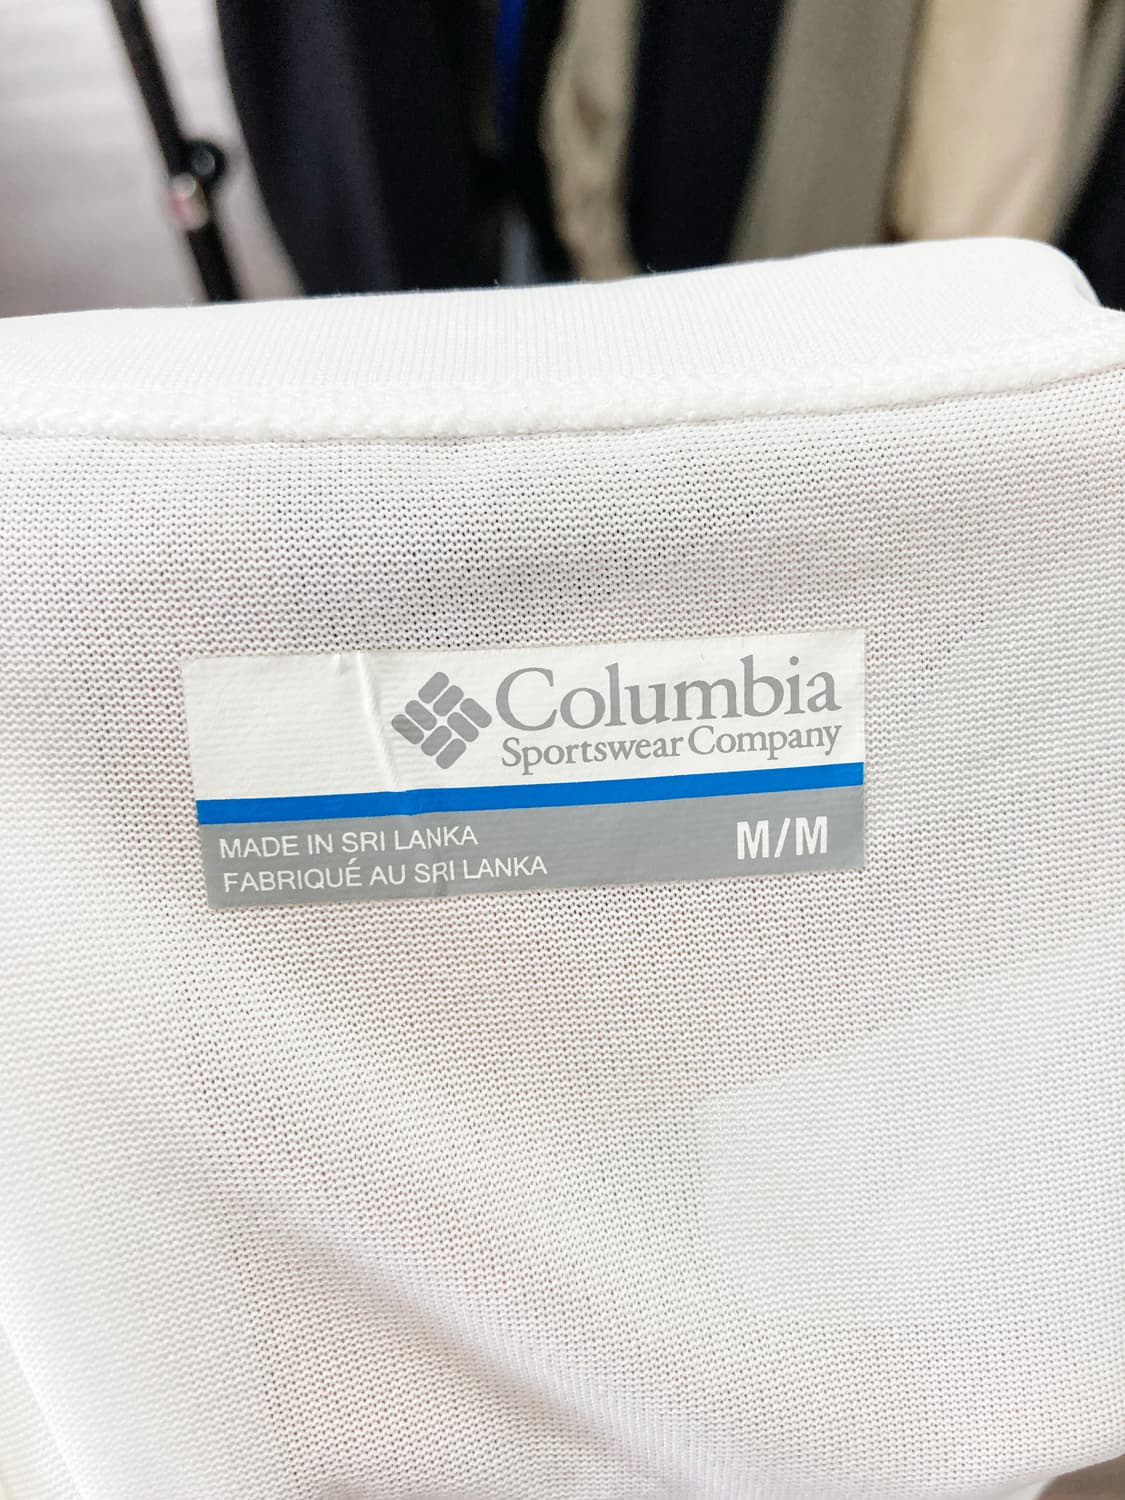 Columbia
Sportswear Company
MADE IN SRI LANKA
FABRIQUÉ AU SRI LANKA
M/M